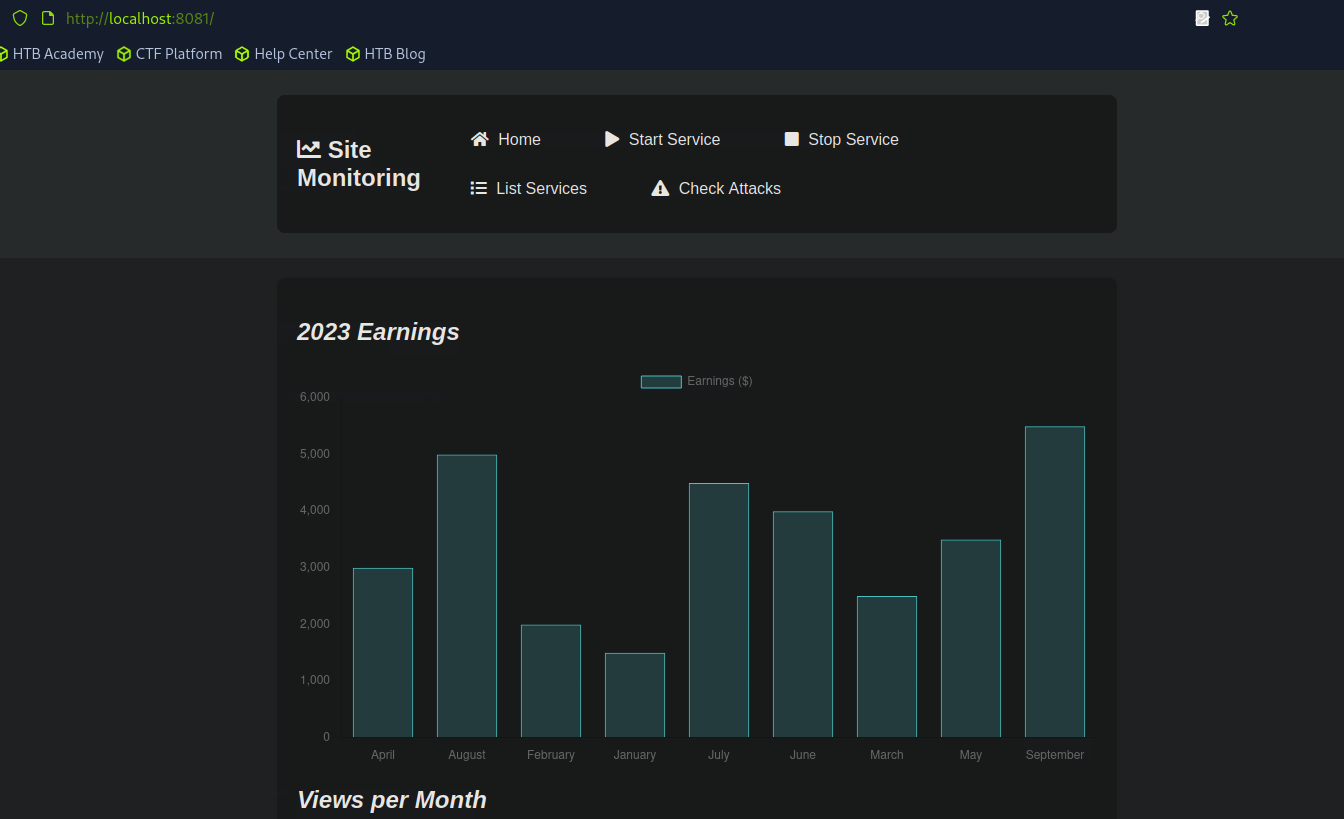 http://localhost:8081/
HTB Academy CTF Platform Help Center HTB Blog
Site Monitoring
Home Start Service Stop Service
List Services Check Attacks
2023 Earnings
Earnings ($)
6,000
5,000
4,000
3,000
2,000
1,000
0
April August February January July June March May September
Views per Month